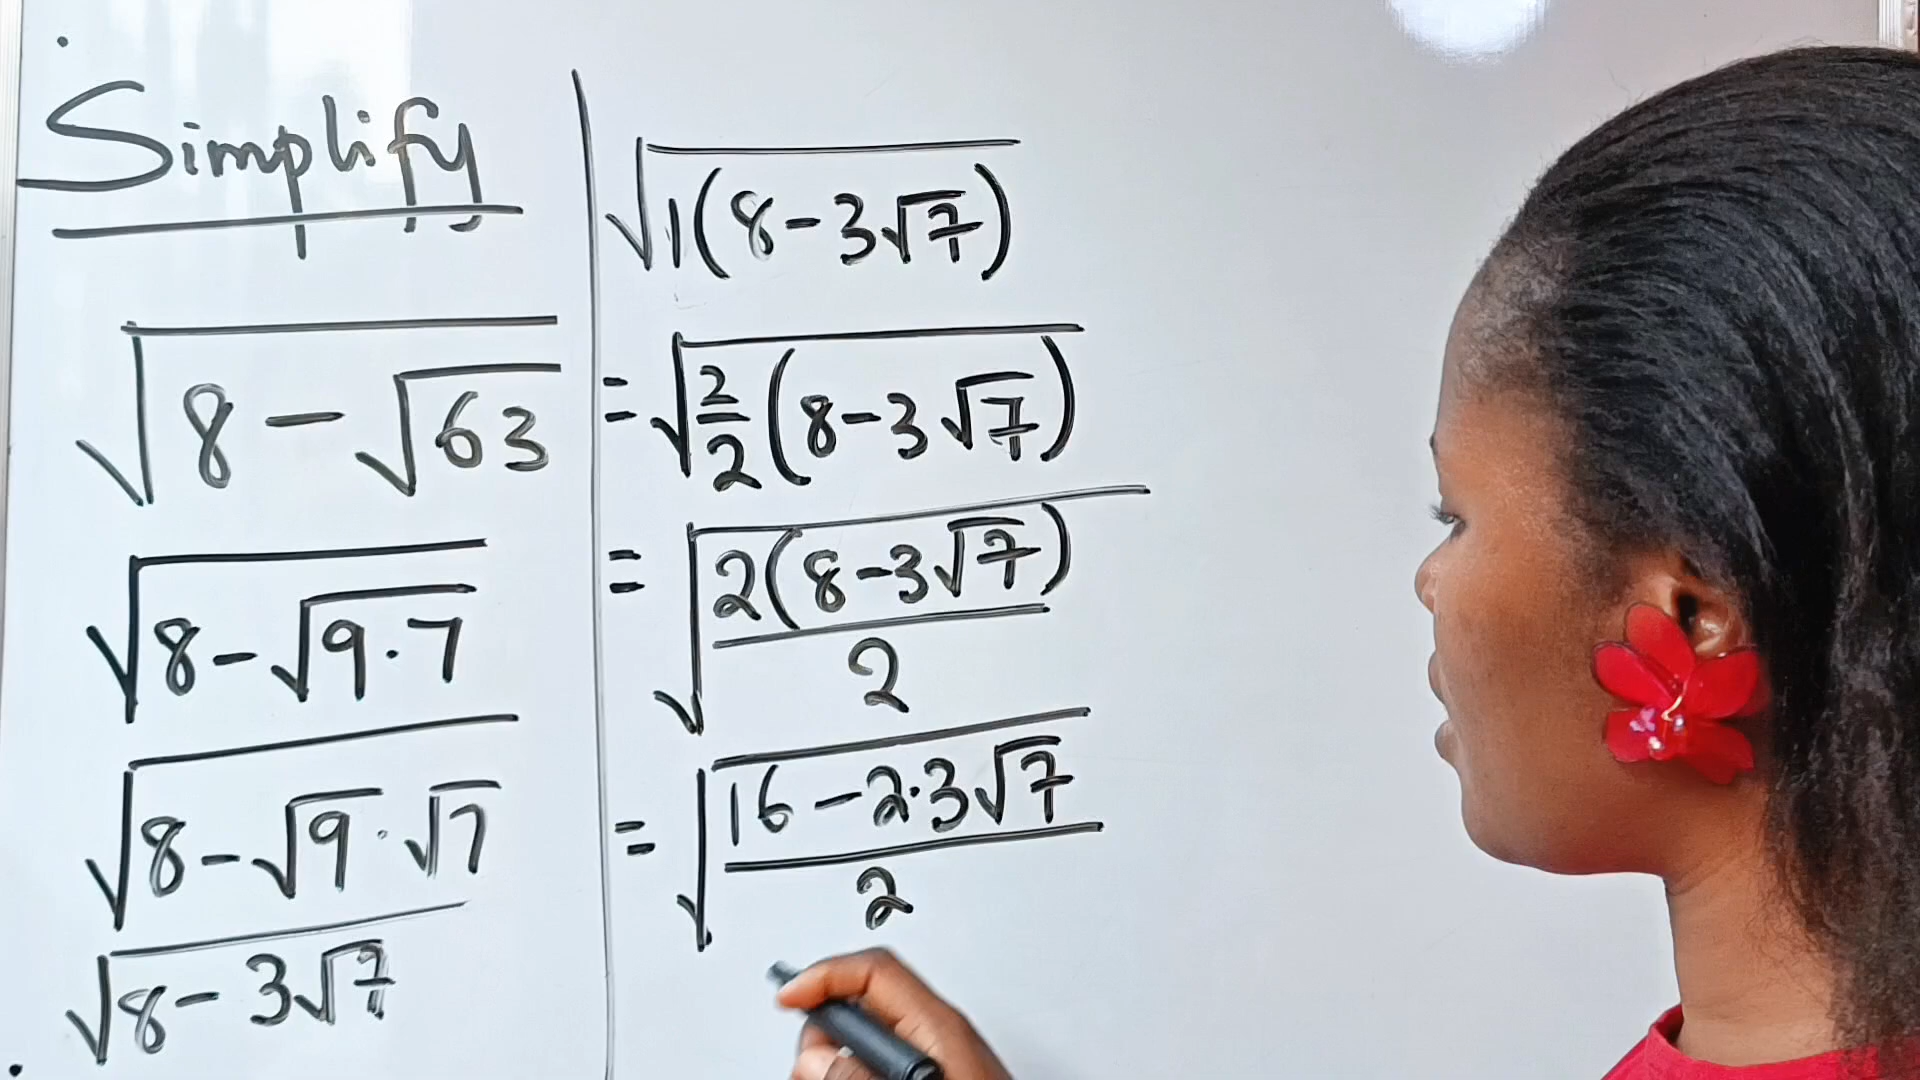 Simplify
√(8 - √63)
√(8 - √(9·7))
√(8 - √9·√7)
√(8 - 3√7)
√(1(8 - 3√7))
= √(2/2 (8 - 3√7))
= √(2(8 - 3√7)/2)
= √((16 - 2·3√7)/2)